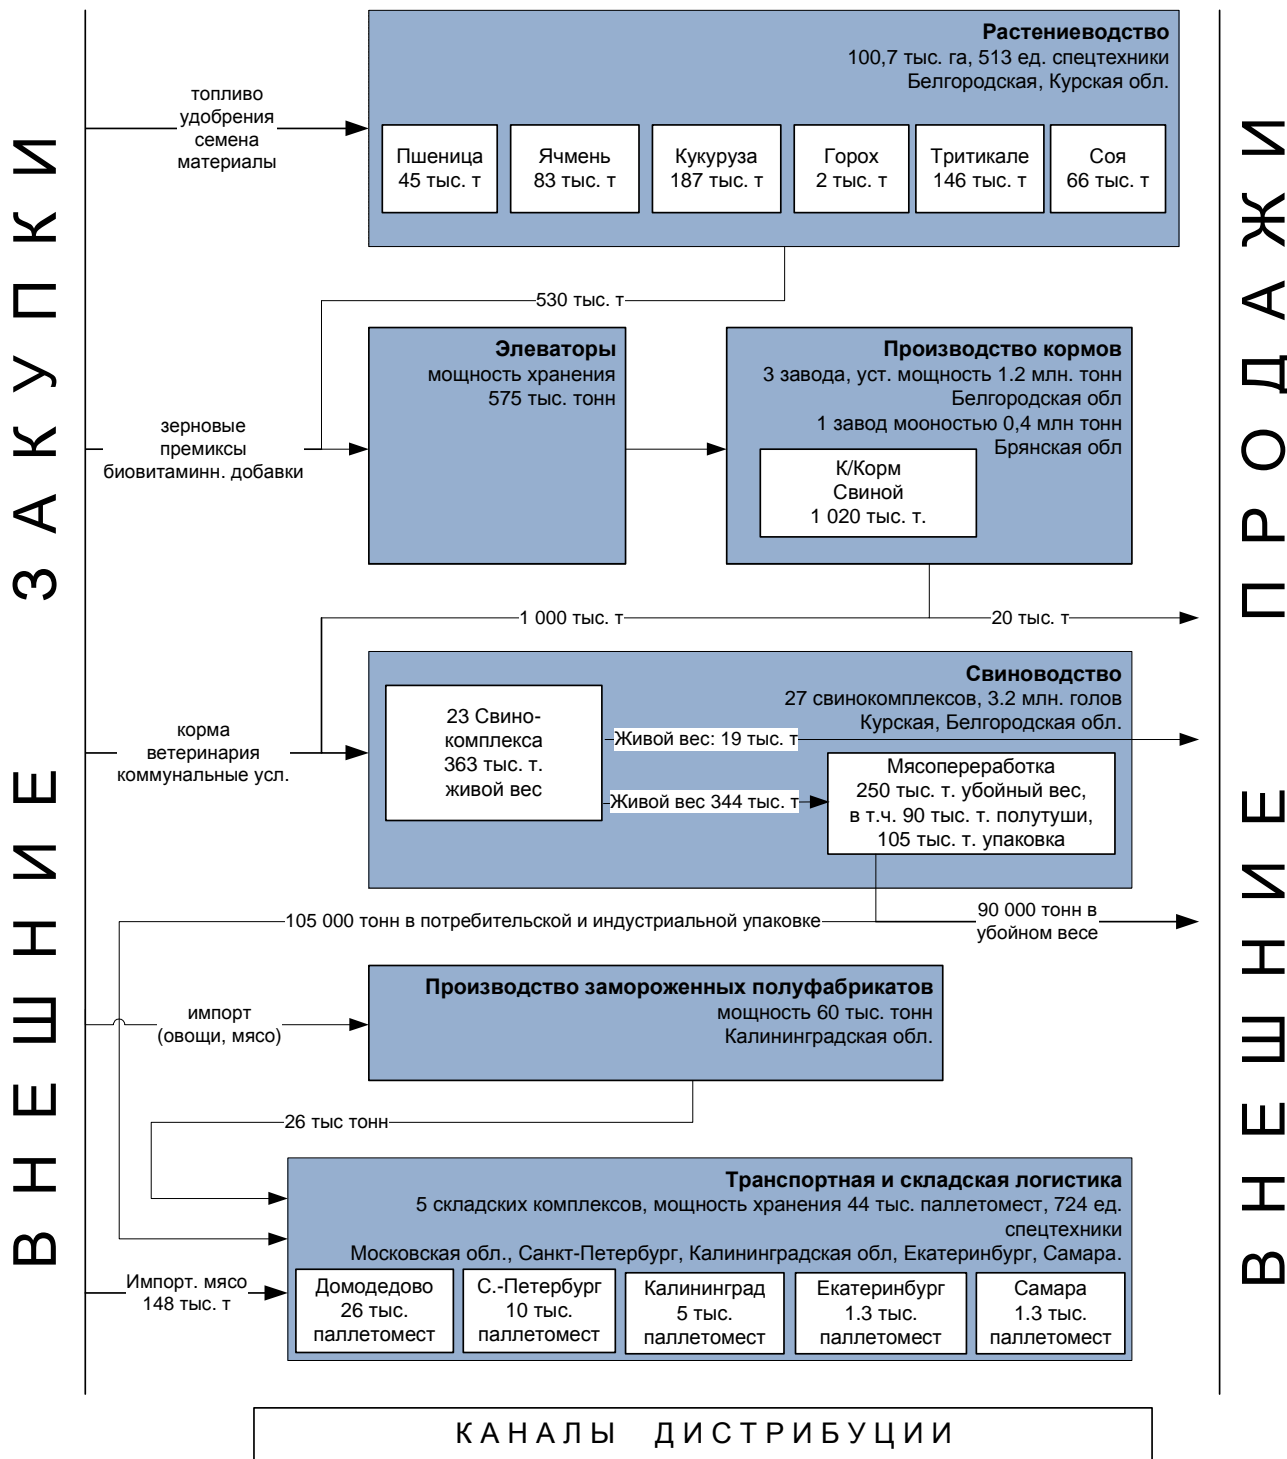 ВНЕШНИЕ ЗАКУПКИ
ВНЕШНИЕ ПРОДАЖИ
Растениеводство
100,7 тыс. га, 513 ед. спецтехники
Белгородская, Курская обл.
топливо
удобрения
семена
материалы
Пшеница
45 тыс. т
Ячмень
83 тыс. т
Кукуруза
187 тыс. т
Горох
2 тыс. т
Тритикале
146 тыс. т
Соя
66 тыс. т
530 тыс. т
Элеваторы
мощность хранения
575 тыс. тонн
Производство кормов
3 завода, уст. мощность 1.2 млн. тонн
Белгородская обл
1 завод мооностью 0,4 млн тонн
Брянская обл
К/Корм
Свиной
1 020 тыс. т.
зерновые
премиксы
биовитаминн. добавки
1 000 тыс. т
20 тыс. т
Свиноводство
27 свинокомплексов, 3.2 млн. голов
Курская, Белгородская обл.
23 Свино-
комплекса
363 тыс. т.
живой вес
Живой вес: 19 тыс. т
Живой вес 344 тыс. т
Мясопереработка
250 тыс. т. убойный вес,
в т.ч. 90 тыс. т. полутуши,
105 тыс. т. упаковка
корма
ветеринария
коммунальные усл.
105 000 тонн в потребительской и индустриальной упаковке
90 000 тонн в
убойном весе
Производство замороженных полуфабрикатов
мощность 60 тыс. тонн
Калининградская обл.
импорт
(овощи, мясо)
26 тыс тонн
Транспортная и складская логистика
5 складских комплексов, мощность хранения 44 тыс. паллетомест, 724 ед.
спецтехники
Московская обл., Санкт-Петербург, Калининградская обл, Екатеринбург, Самара.
Импорт. мясо
148 тыс. т
Домодедово
26 тыс.
паллетомест
С.-Петербург
10 тыс.
паллетомест
Калининград
5 тыс.
паллетомест
Екатеринбург
1.3 тыс.
паллетомест
Самара
1.3 тыс.
паллетомест
КАНАЛЫ ДИСТРИБУЦИИ